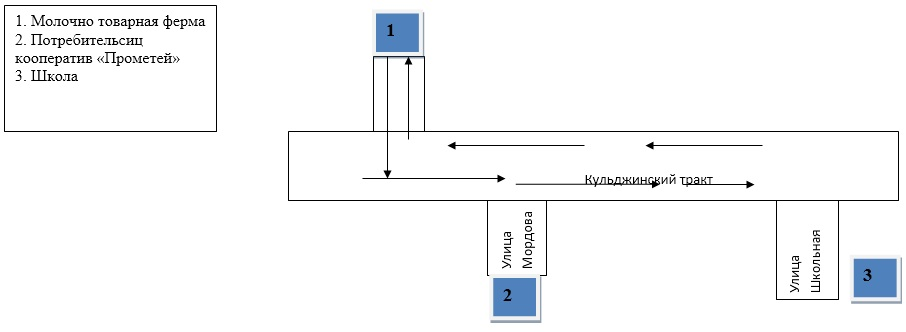 1. Молочно товарная ферма
2. Потребительсиц
кооператив «Прометей»
3. Школа
1
Кульджинский тракт
Улица
Мордова
2
Улица
Школьная
3